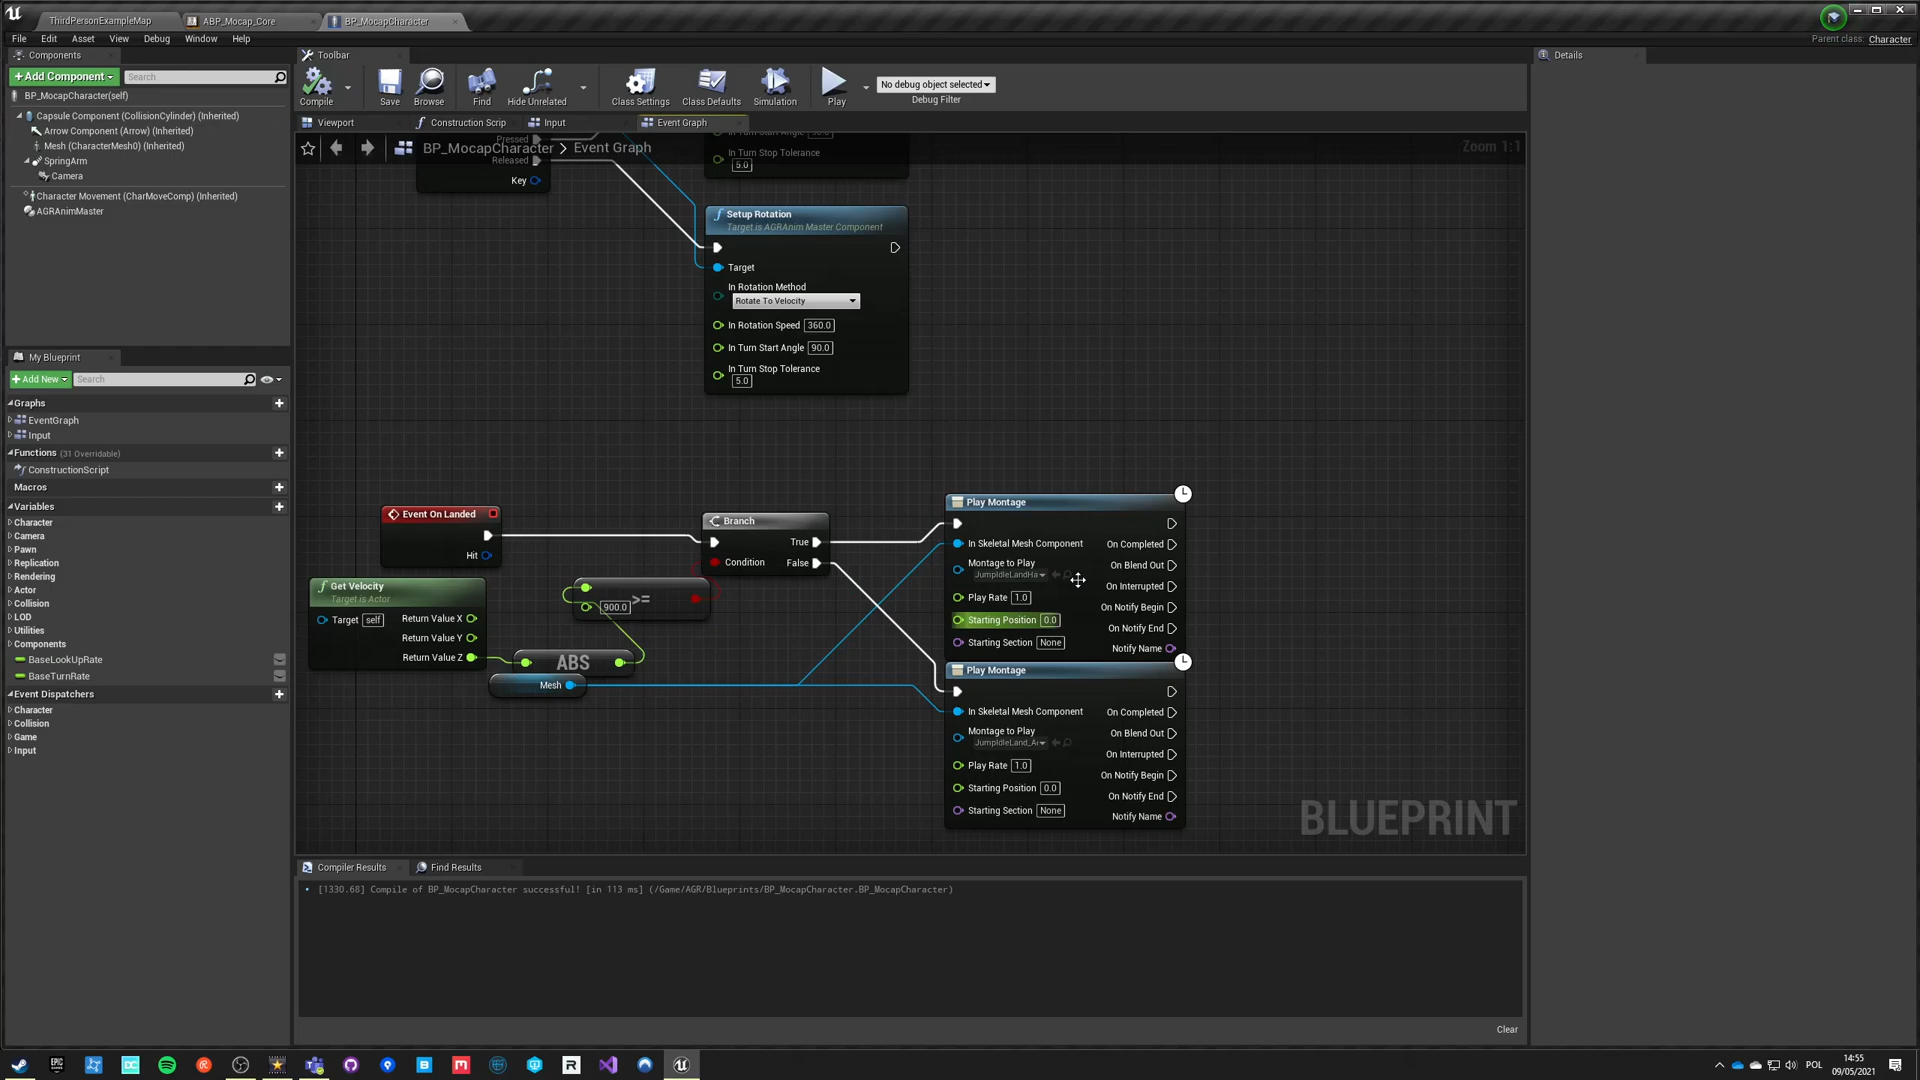 ThirdPersonExampleMap
ABP_Mocap_Core
BP_MocapCharacter
File Edit Asset View Debug Window Help
Parent class: Character
Components
Toolbar
Details
+Add Component
Search
BP_MocapCharacter(self)
Capsule Component (CollisionCylinder) (Inherited)
Arrow Component (Arrow) (Inherited)
Mesh (CharacterMesh0) (Inherited)
SpringArm
Camera
Character Movement (CharMoveComp) (Inherited)
AGRAnimMaster
Compile
Save
Browse
Find
Hide Unrelated
Class Settings
Class Defaults
Simulation
Play
No debug object selected
Debug Filter
Viewport
Construction Scrip
Input
Event Graph
BP_MocapCharacter > Event Graph
Zoom 1:1
Pressed
Released
Key
In Turn Stop Tolerance
5.0
Setup Rotation
Target is AGRAnim Master Component
Target
In Rotation Method
Rotate To Velocity
In Rotation Speed 360.0
In Turn Start Angle 90.0
In Turn Stop Tolerance
5.0
My Blueprint
+Add New
Search
Graphs
EventGraph
Input
Functions (31 Overridable)
ConstructionScript
Macros
Variables
Character
Camera
Pawn
Replication
Rendering
Actor
Collision
LOD
Utilities
Components
BaseLookUpRate
BaseTurnRate
Event Dispatchers
Character
Collision
Game
Input
Event On Landed
Hit
Get Velocity
Target is Actor
Target self
Return Value X
Return Value Y
Return Value Z
900.0
>=
ABS
Mesh
Branch
True
Condition
False
Play Montage
In Skeletal Mesh Component
On Completed
Montage to Play
JumpIdleLandHa
On Blend Out
On Interrupted
Play Rate 1.0
On Notify Begin
Starting Position 0.0
On Notify End
Starting Section None
Notify Name
Play Montage
In Skeletal Mesh Component
On Completed
Montage to Play
On Blend Out
On Interrupted
Play Rate 1.0
On Notify Begin
Starting Position 0.0
On Notify End
Starting Section None
Notify Name
BLUEPRINT
Compiler Results
Find Results
[1330.68] Compile of BP_MocapCharacter successful! [in 113 ms] (/Game/AGR/Blueprints/BP_MocapCharacter.BP_MocapCharacter)
Clear
POL
14:55
09/05/2021